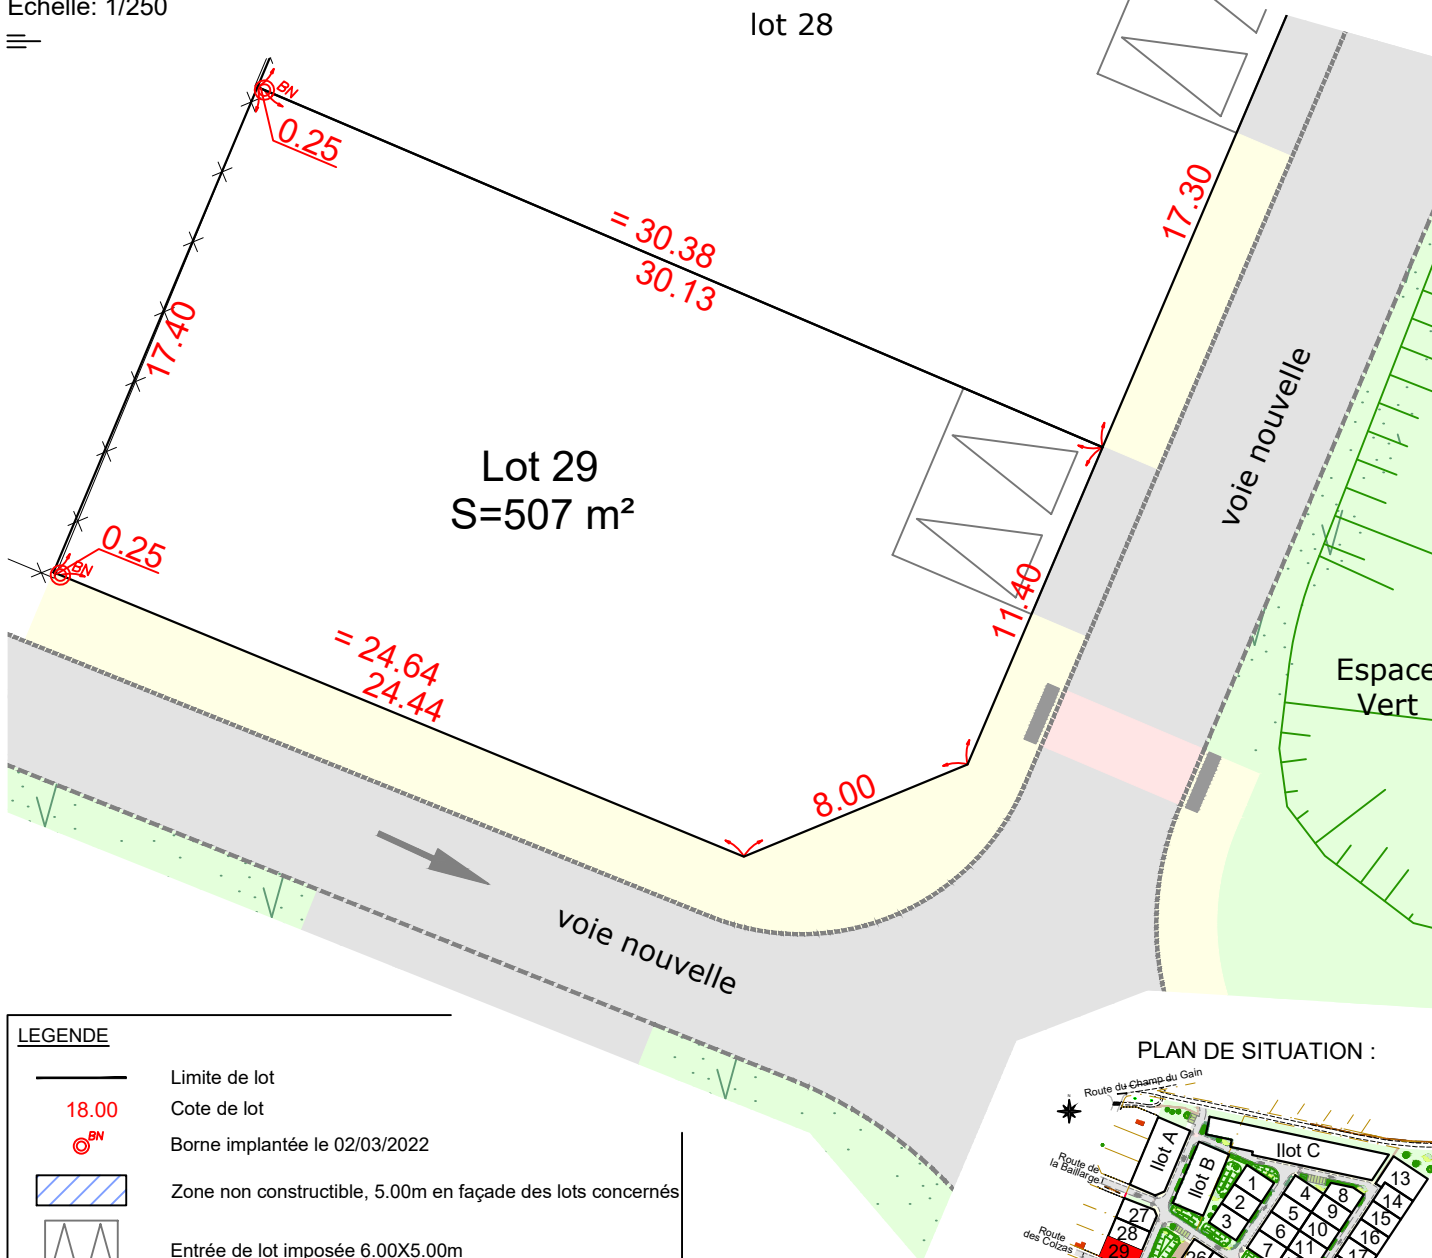 Echelle: 1/250
lot 28
BN
0.25
= 30.38
30.13
17.30
17.40
Lot 29
S=507 m²
voie nouvelle
0.25
BN
11.40
= 24.64
24.44
Espace
Vert
8.00
voie nouvelle
LEGENDE
Limite de lot
18.00
Cote de lot
BN
Borne implantée le 02/03/2022
Zone non constructible, 5.00m en façade des lots concernés
Entrée de lot imposée 6.00X5.00m
PLAN DE SITUATION :
Route du Champ du Gain
Ilot A
Ilot B
Ilot C
Route de
la Baillarge
Route
des Colzas
1
2
3
4
5
6
7
8
9
10
11
13
14
15
16
17
26
27
28
29